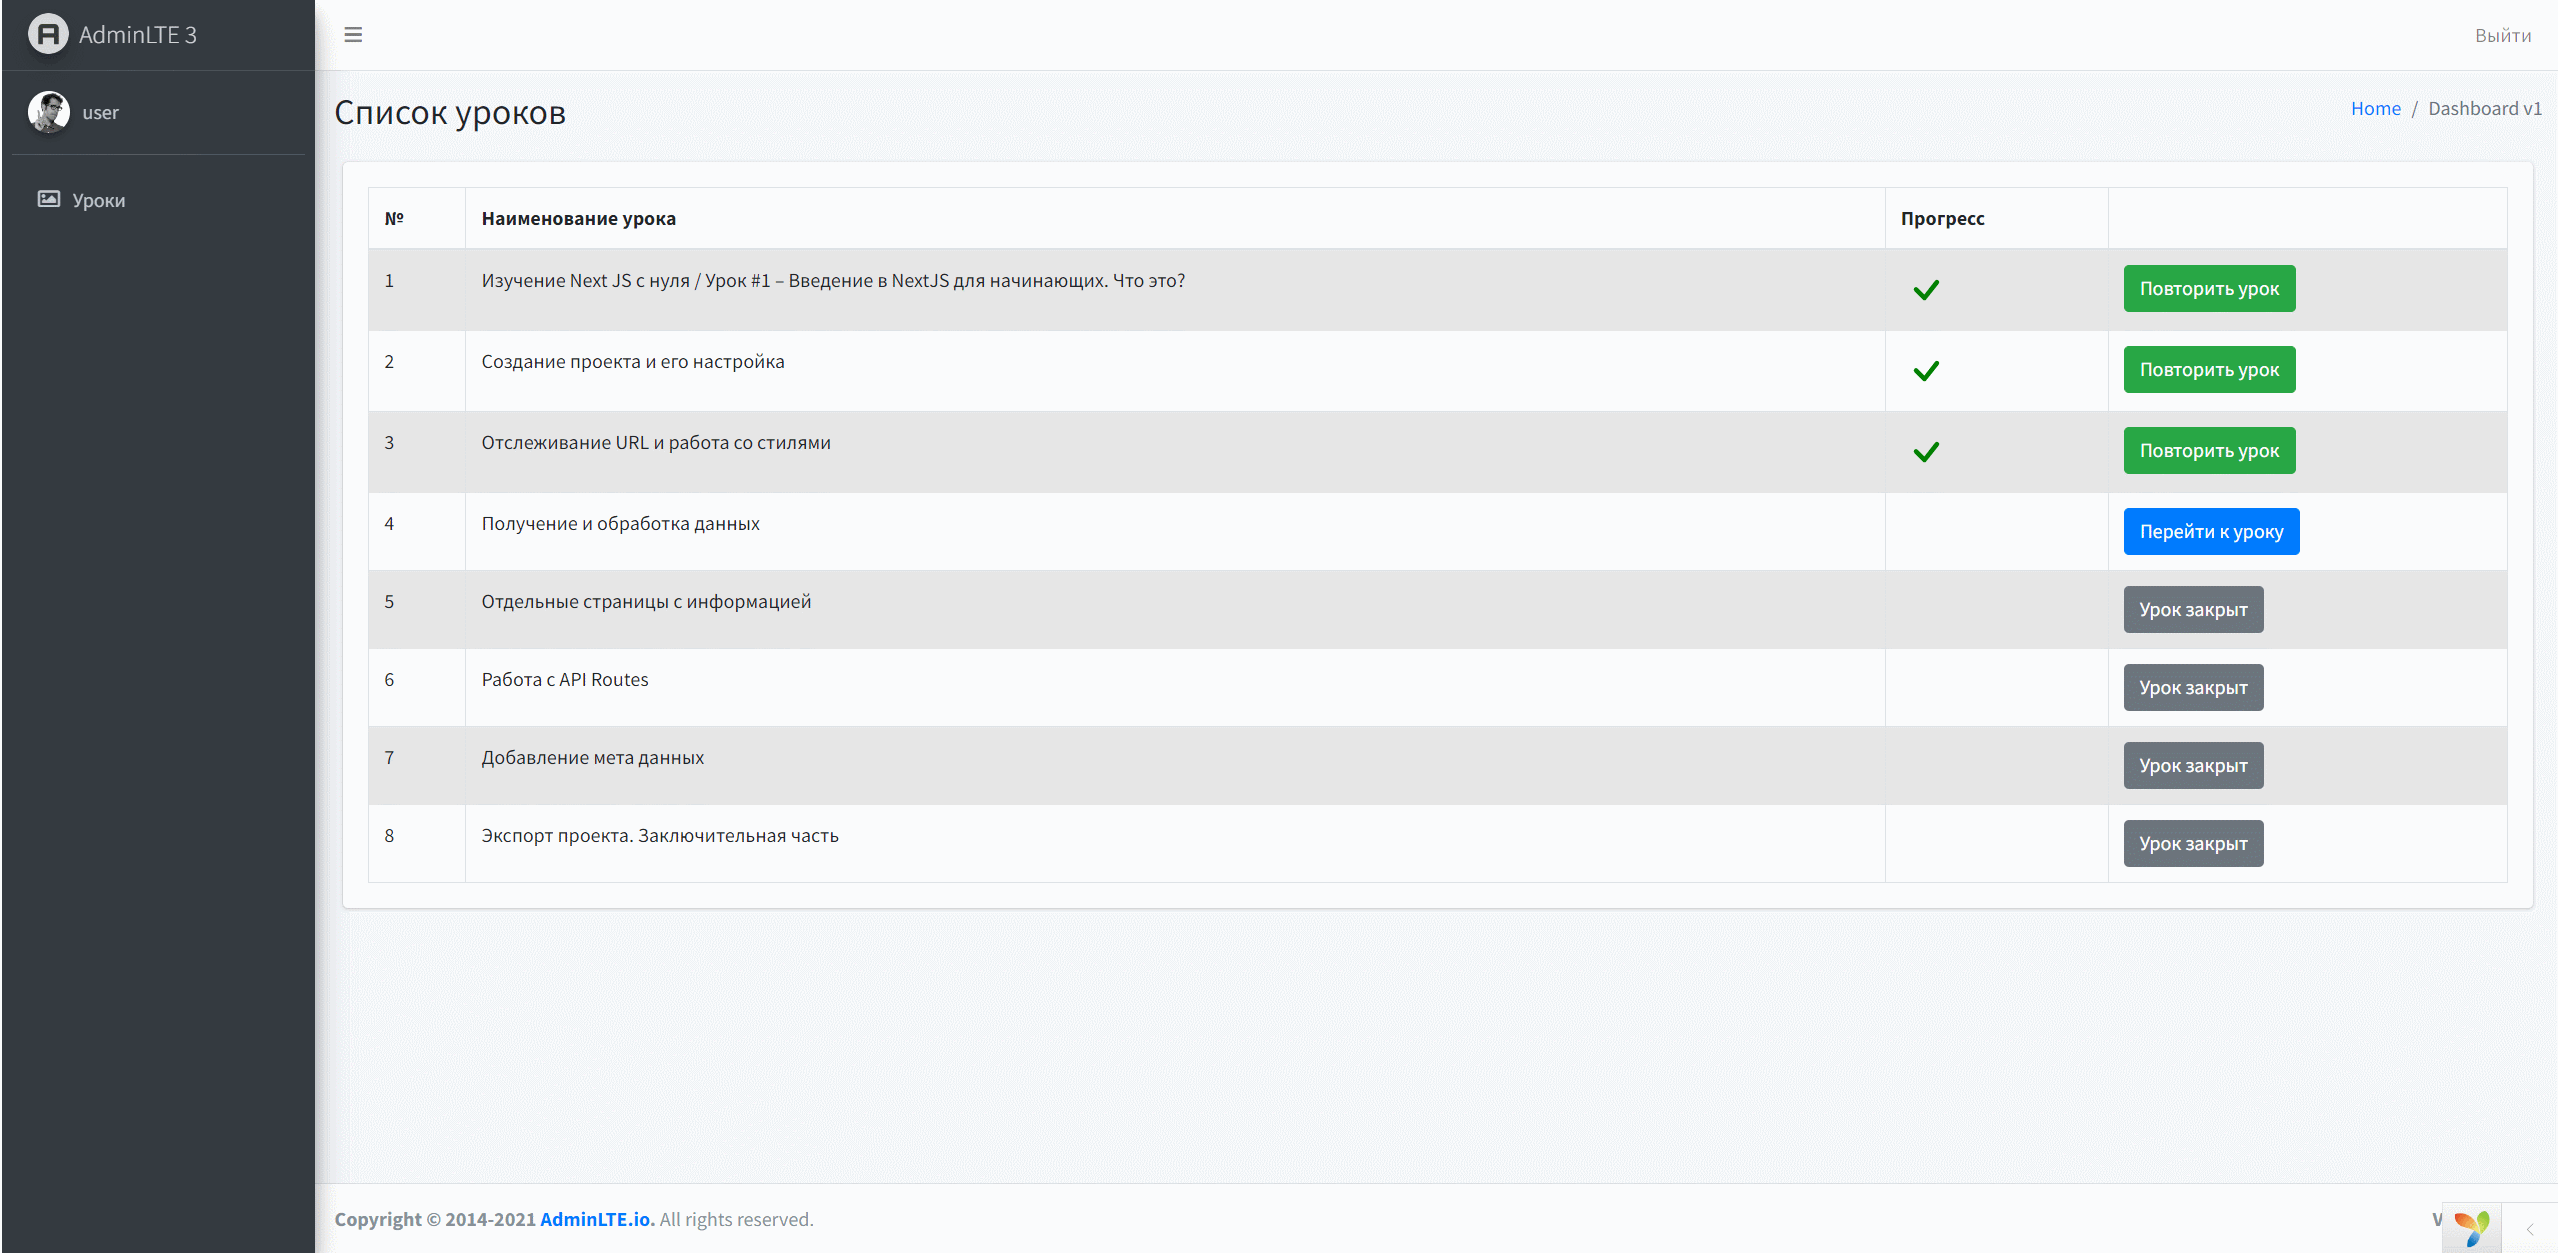 AdminLTE 3
Выйти
user
Список уроков
Home / Dashboard v1
Уроки
№ Наименование урока Прогресс
1 Изучение Next JS с нуля / Урок #1 – Введение в NextJS для начинающих. Что это? Повторить урок
2 Создание проекта и его настройка Повторить урок
3 Отслеживание URL и работа со стилями Повторить урок
4 Получение и обработка данных Перейти к уроку
5 Отдельные страницы с информацией Урок закрыт
6 Работа с API Routes Урок закрыт
7 Добавление мета данных Урок закрыт
8 Экспорт проекта. Заключительная часть Урок закрыт
Copyright © 2014-2021 AdminLTE.io. All rights reserved.